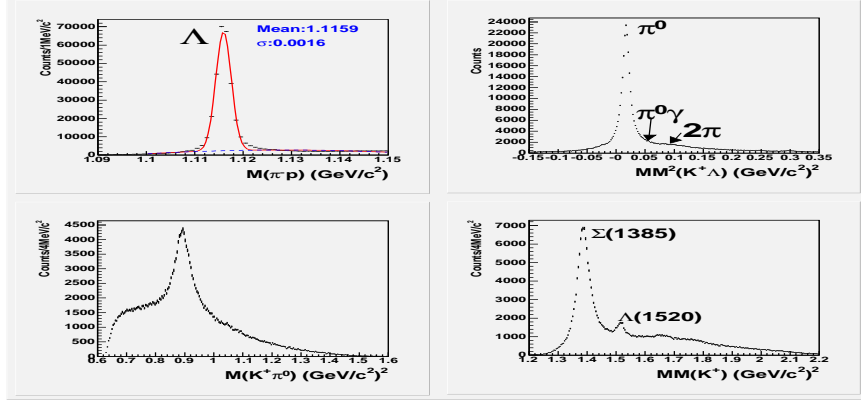 Counts/1MeV/c²
70000
60000
50000
40000
30000
20000
10000
0
Λ
Mean:1.1159
σ:0.0016
1.09 1.1 1.11 1.12 1.13 1.14 1.15
M(π⁻p) (GeV/c²)
Counts
24000
22000
20000
18000
16000
14000
12000
10000
8000
6000
4000
2000
0
π⁰
π⁰γ
2π
-0.15 -0.1 -0.05 -0 0.05 0.1 0.15 0.2 0.25 0.3 0.35
MM²(K⁺Λ) (GeV/c²)²
Counts/4MeV/c²
4500
4000
3500
3000
2500
2000
1500
1000
500
0
0.6 0.7 0.8 0.9 1 1.1 1.2 1.3 1.4 1.5 1.6
M(K⁺π⁰) (GeV/c²)²
Counts/4MeV/c²
7000
6000
5000
4000
3000
2000
1000
0
Σ(1385)
Λ(1520)
1.2 1.3 1.4 1.5 1.6 1.7 1.8 1.9 2 2.1 2.2
MM(K⁺) (GeV/c²)²